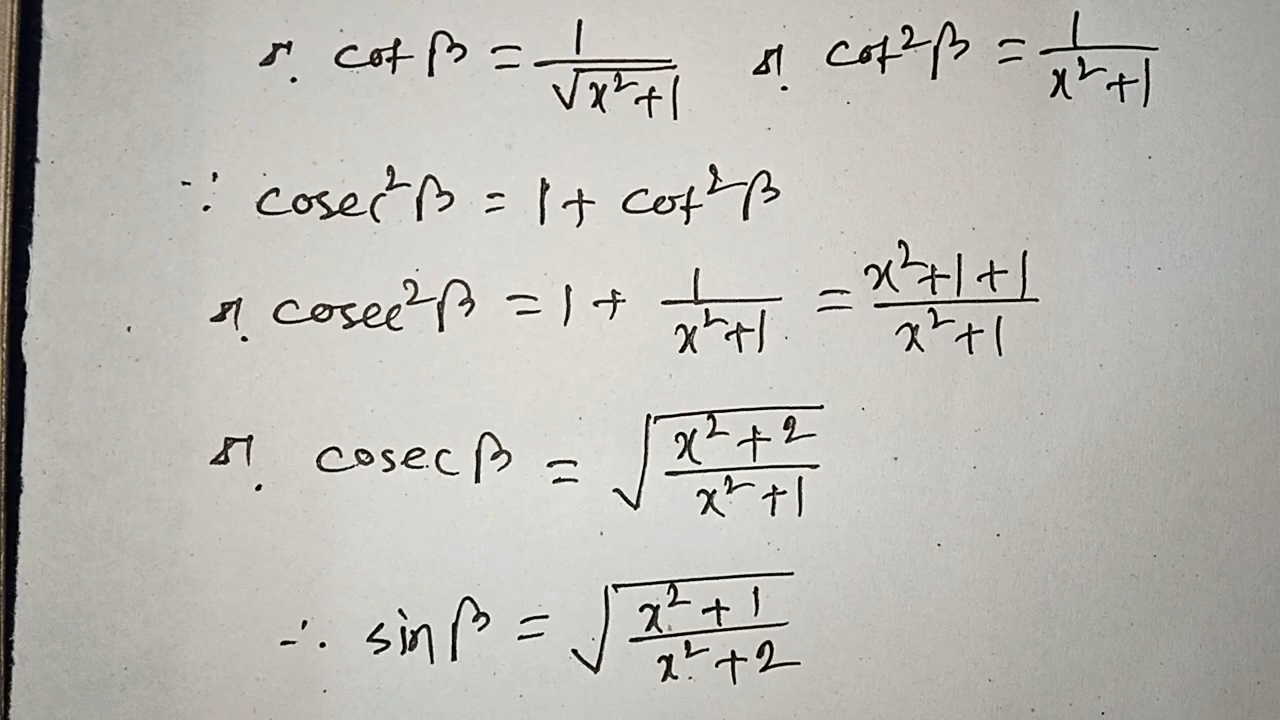 বা. cot β = 1/√(x²+1) বা. cot²β = 1/(x²+1)
∵ cosec²β = 1 + cot²β
বা. cosec²β = 1 + 1/(x²+1) = (x²+1+1)/(x²+1)
বা. cosec β = √((x²+2)/(x²+1))
∴ sin β = √((x²+1)/(x²+2))